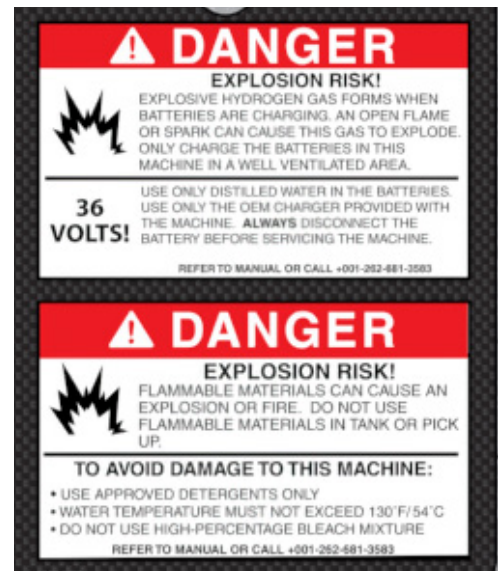 DANGER
EXPLOSION RISK!
EXPLOSIVE HYDROGEN GAS FORMS WHEN
BATTERIES ARE CHARGING. AN OPEN FLAME
OR SPARK CAN CAUSE THIS GAS TO EXPLODE.
ONLY CHARGE THE BATTERIES IN THIS
MACHINE IN A WELL VENTILATED AREA.
36
VOLTS!
USE ONLY DISTILLED WATER IN THE BATTERIES.
USE ONLY THE OEM CHARGER PROVIDED WITH
THE MACHINE. ALWAYS DISCONNECT THE
BATTERY BEFORE SERVICING THE MACHINE.
REFER TO MANUAL OR CALL +001-262-681-3583
DANGER
EXPLOSION RISK!
FLAMMABLE MATERIALS CAN CAUSE AN
EXPLOSION OR FIRE. DO NOT USE
FLAMMABLE MATERIALS IN TANK OR PICK
UP.
TO AVOID DAMAGE TO THIS MACHINE:
• USE APPROVED DETERGENTS ONLY
• WATER TEMPERATURE MUST NOT EXCEED 130°F/54°C
• DO NOT USE HIGH-PERCENTAGE BLEACH MIXTURE
REFER TO MANUAL OR CALL +001-262-681-3583